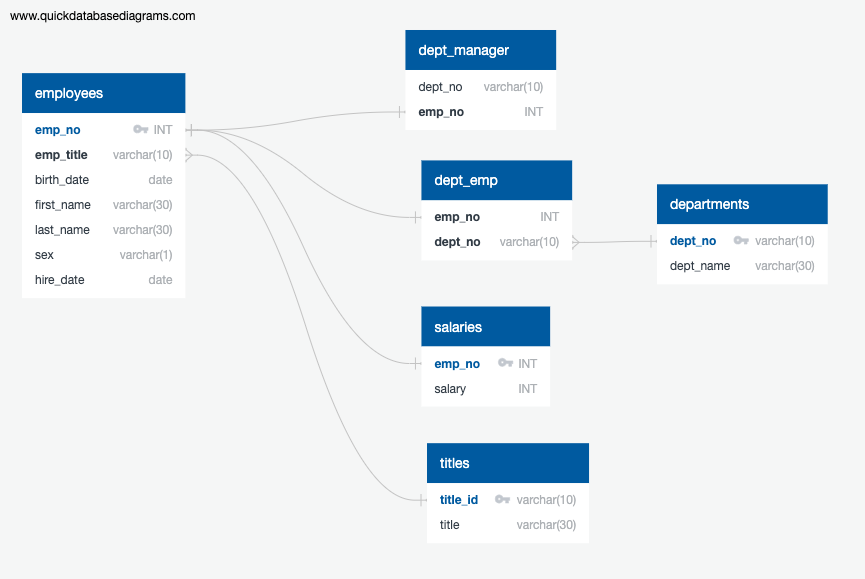 www.quickdatabasediagrams.com
employees
emp_no INT
emp_title varchar(10)
birth_date date
first_name varchar(30)
last_name varchar(30)
sex varchar(1)
hire_date date
dept_manager
dept_no varchar(10)
emp_no INT
dept_emp
emp_no INT
dept_no varchar(10)
departments
dept_no varchar(10)
dept_name varchar(30)
salaries
emp_no INT
salary INT
titles
title_id varchar(10)
title varchar(30)